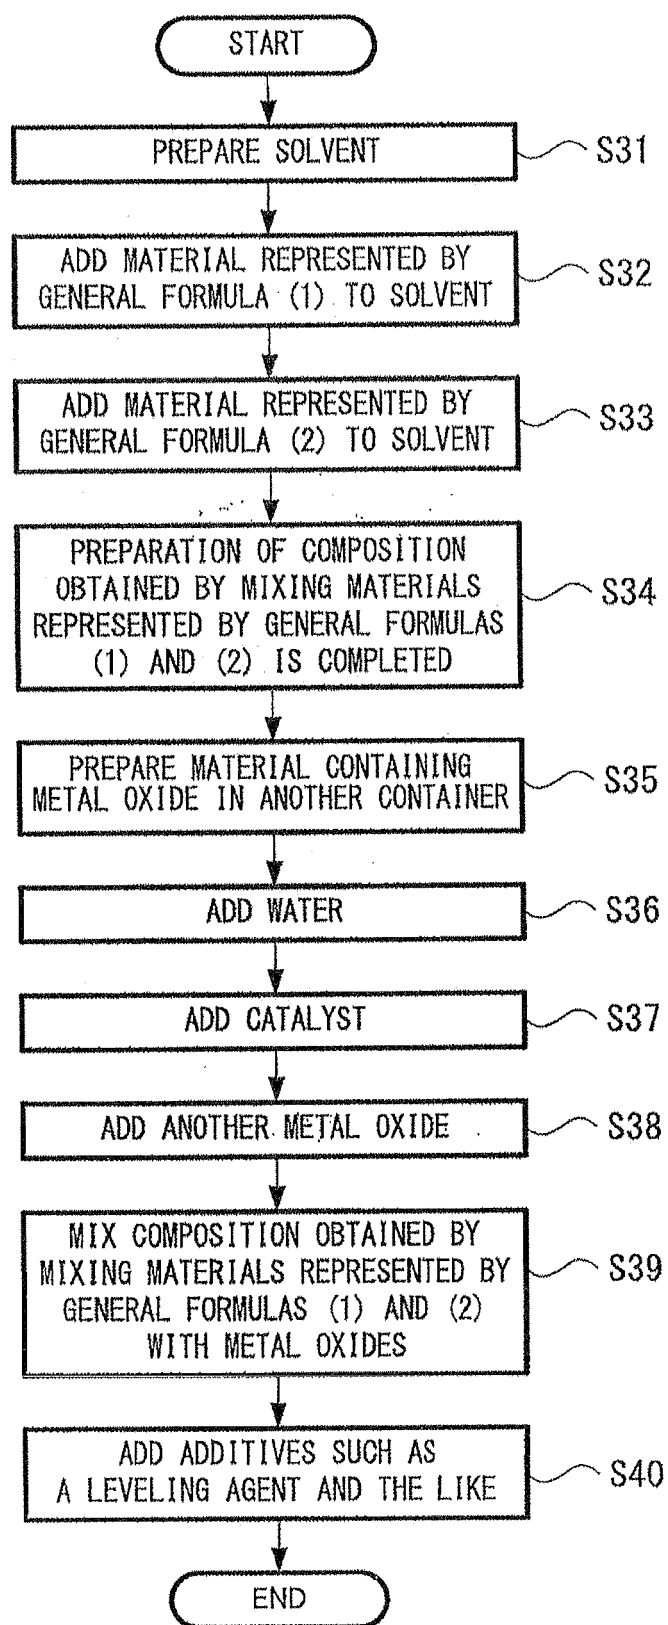 START
PREPARE SOLVENT
S31
ADD MATERIAL REPRESENTED BY
GENERAL FORMULA (1) TO SOLVENT
S32
ADD MATERIAL REPRESENTED BY
GENERAL FORMULA (2) TO SOLVENT
S33
PREPARATION OF COMPOSITION
OBTAINED BY MIXING MATERIALS
REPRESENTED BY GENERAL FORMULAS
(1) AND (2) IS COMPLETED
S34
PREPARE MATERIAL CONTAINING
METAL OXIDE IN ANOTHER CONTAINER
S35
ADD WATER
S36
ADD CATALYST
S37
ADD ANOTHER METAL OXIDE
S38
MIX COMPOSITION OBTAINED BY
MIXING MATERIALS REPRESENTED BY
GENERAL FORMULAS (1) AND (2)
WITH METAL OXIDES
S39
ADD ADDITIVES SUCH AS
A LEVELING AGENT AND THE LIKE
S40
END